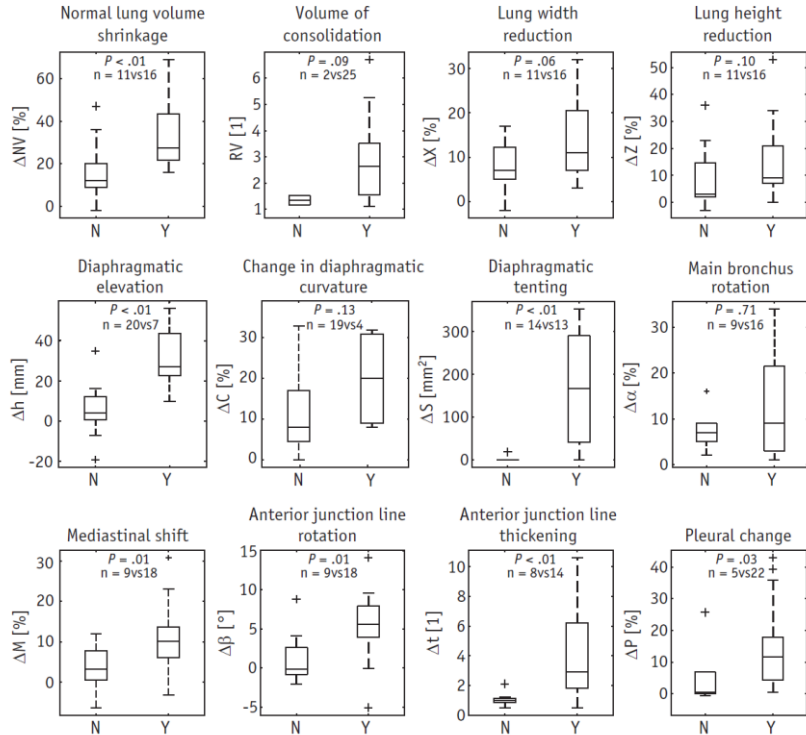 Normal lung volume
shrinkage
P < .01
n = 11vs16
ΔNV [%]
60
40
20
0
N Y
Volume of
consolidation
P = .09
n = 2vs25
RV [1]
6
5
4
3
2
1
N Y
Lung width
reduction
P = .06
n = 11vs16
ΔX [%]
30
20
10
0
N Y
Lung height
reduction
P = .10
n = 11vs16
ΔZ [%]
50
40
30
20
10
0
N Y
Diaphragmatic
elevation
P < .01
n = 20vs7
Δh [mm]
40
20
0
-20
N Y
Change in diaphragmatic
curvature
P = .13
n = 19vs4
ΔC [%]
30
20
10
0
N Y
Diaphragmatic
tenting
P < .01
n = 14vs13
ΔS [mm²]
300
200
100
0
N Y
Main bronchus
rotation
P = .71
n = 9vs16
Δα [%]
30
20
10
0
N Y
Mediastinal shift
P = .01
n = 9vs18
ΔM [%]
30
20
10
0
N Y
Anterior junction line
rotation
P = .01
n = 9vs18
Δβ [°]
15
10
5
0
-5
N Y
Anterior junction line
thickening
P < .01
n = 8vs14
Δt [1]
10
8
6
4
2
0
N Y
Pleural change
P = .03
n = 5vs22
ΔP [%]
40
30
20
10
0
N Y